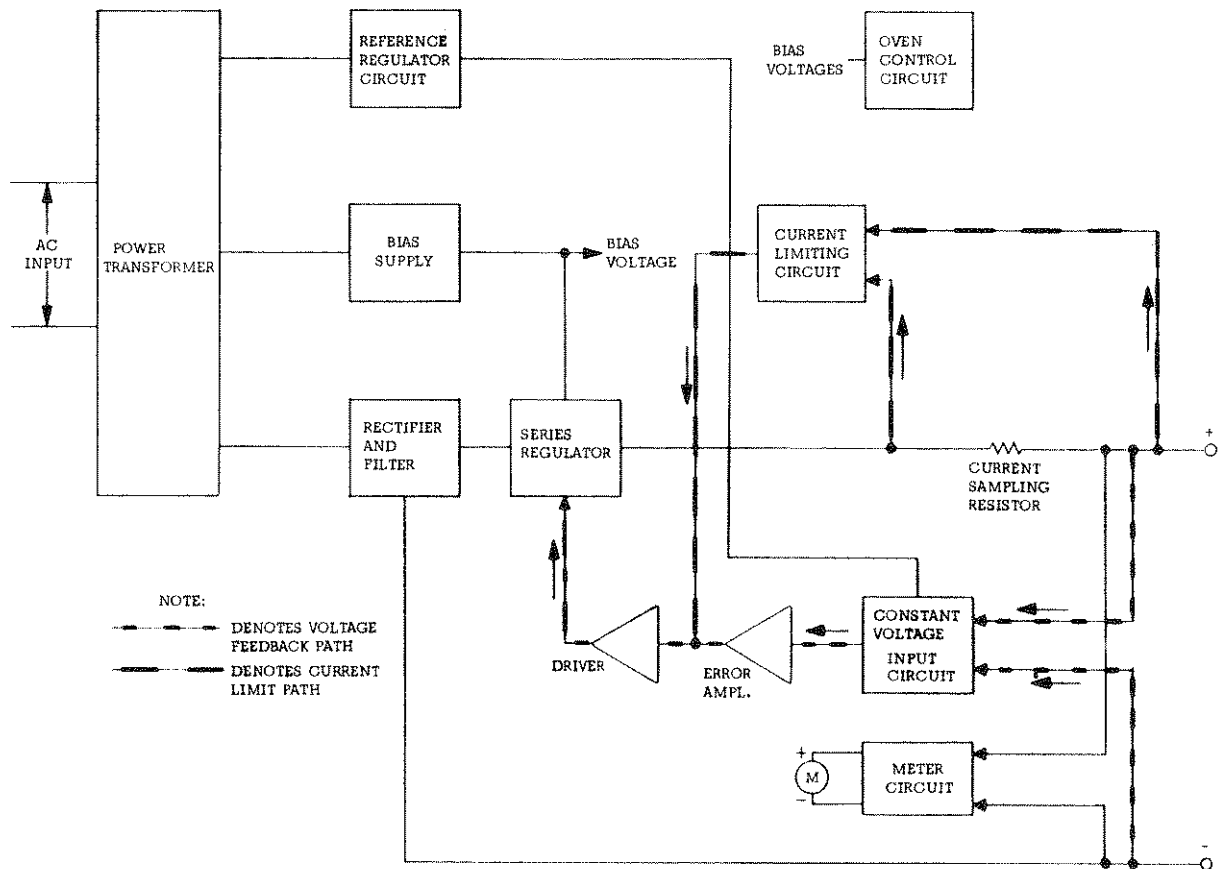 REFERENCE
REGULATOR
CIRCUIT
BIAS
VOLTAGES
OVEN
CONTROL
CIRCUIT
AC
INPUT
POWER
TRANSFORMER
BIAS
SUPPLY
BIAS
VOLTAGE
CURRENT
LIMITING
CIRCUIT
RECTIFIER
AND
FILTER
SERIES
REGULATOR
+
CURRENT
SAMPLING
RESISTOR
NOTE:
DENOTES VOLTAGE
FEEDBACK PATH
DENOTES CURRENT
LIMIT PATH
DRIVER
ERROR
AMPL.
CONSTANT
VOLTAGE
INPUT
CIRCUIT
+
M
-
METER
CIRCUIT
-